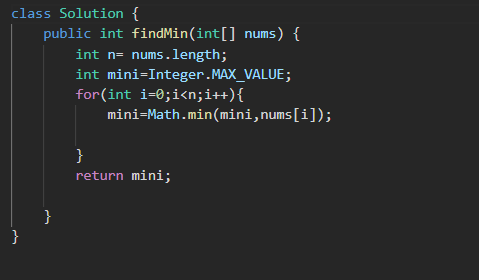 class Solution {
    public int findMin(int[] nums) {
        int n= nums.length;
        int mini=Integer.MAX_VALUE;
        for(int i=0;i<n;i++){
            mini=Math.min(mini,nums[i]);
        }
        return mini;
    }
}